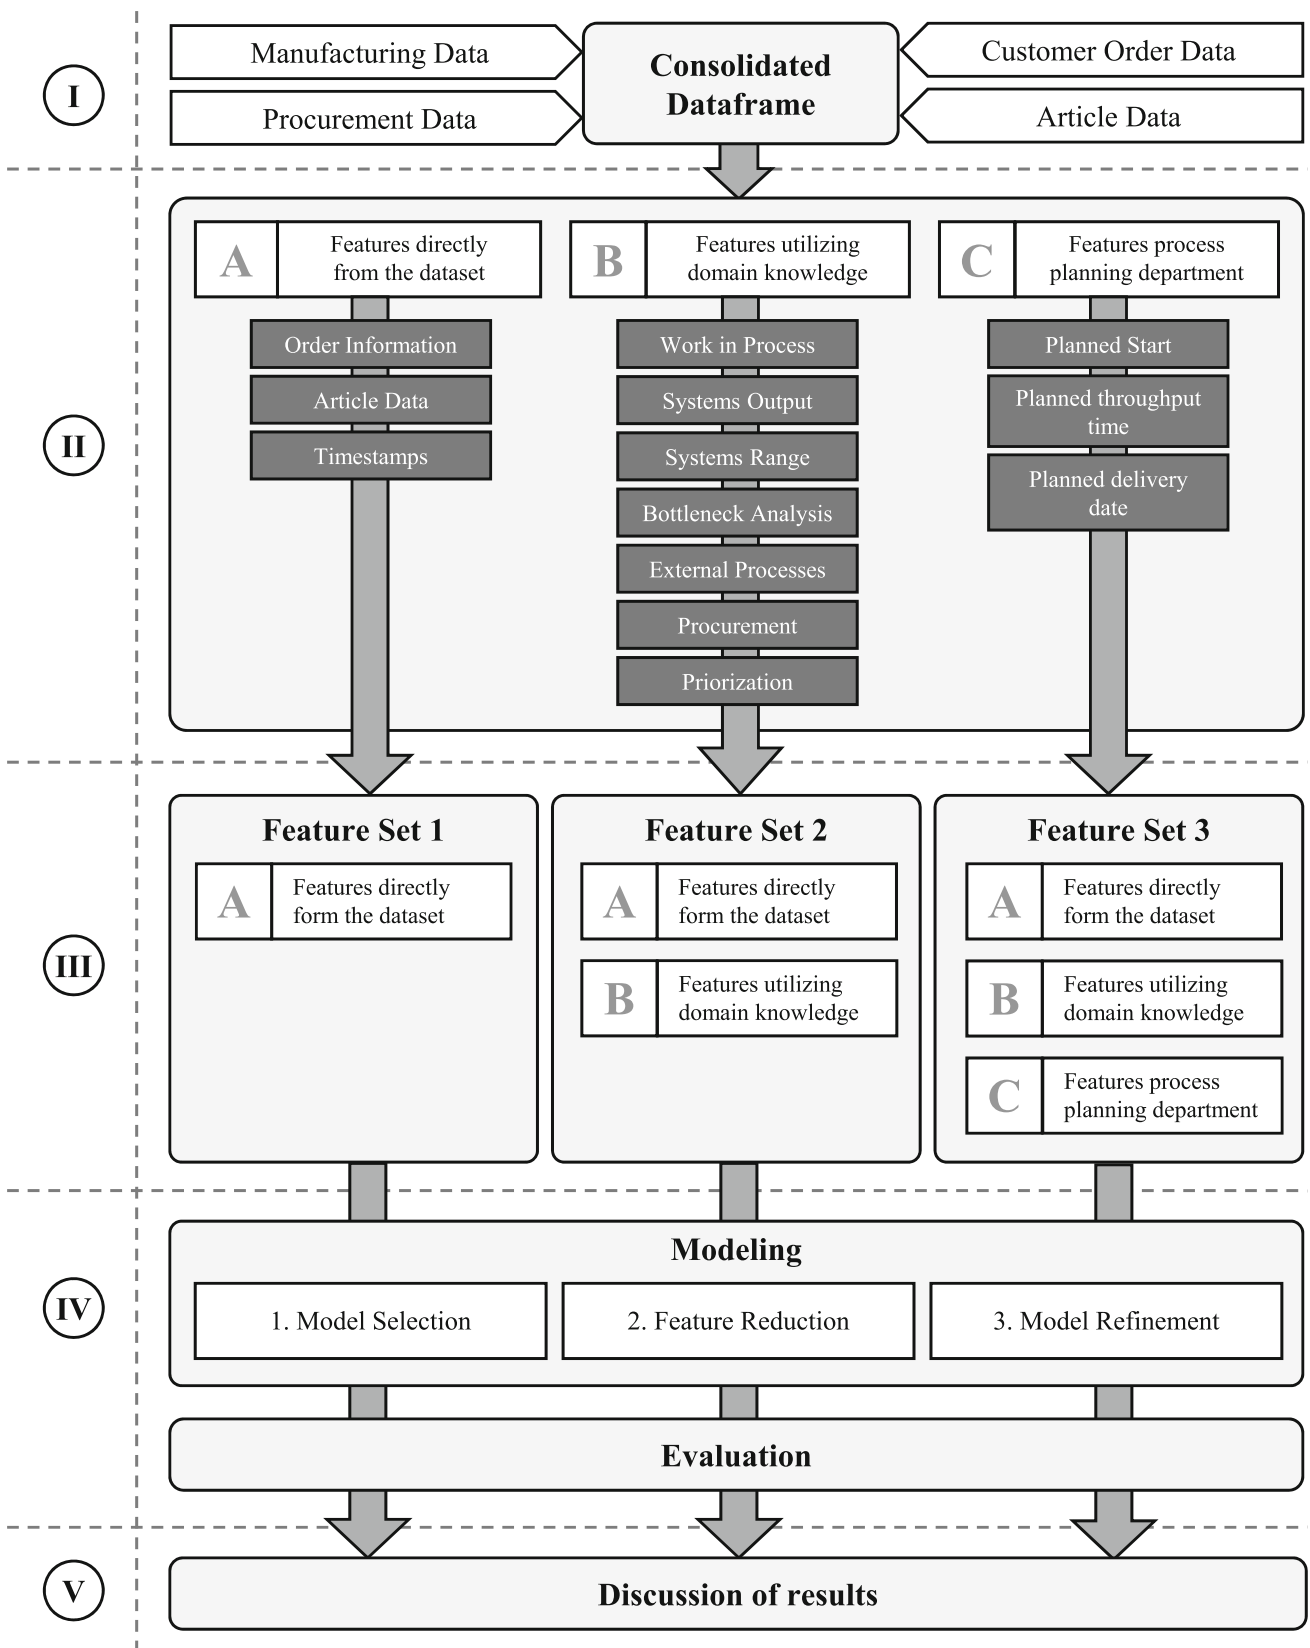 I
Manufacturing Data
Procurement Data
Consolidated
Dataframe
Customer Order Data
Article Data
II
A
Features directly
from the dataset
Order Information
Article Data
Timestamps
B
Features utilizing
domain knowledge
Work in Process
Systems Output
Systems Range
Bottleneck Analysis
External Processes
Procurement
Priorization
C
Features process
planning department
Planned Start
Planned throughput
time
Planned delivery
date
III
Feature Set 1
A
Features directly
form the dataset
Feature Set 2
A
Features directly
form the dataset
B
Features utilizing
domain knowledge
Feature Set 3
A
Features directly
form the dataset
B
Features utilizing
domain knowledge
C
Features process
planning department
IV
Modeling
1. Model Selection
2. Feature Reduction
3. Model Refinement
Evaluation
V
Discussion of results